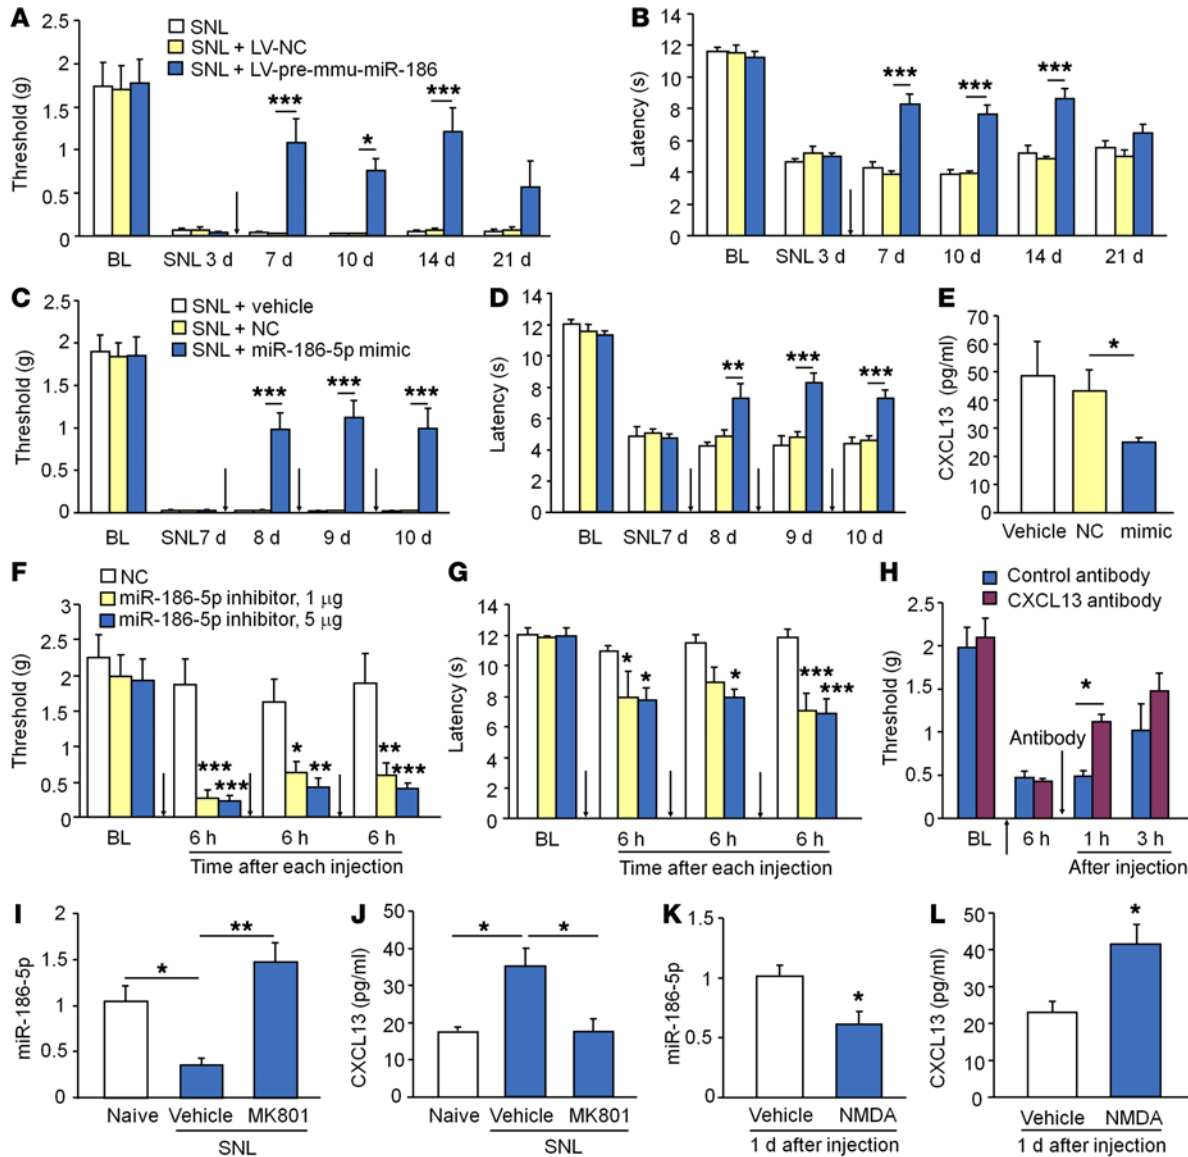 A
Threshold (g)
2.5
2
1.5
1
0.5
0
SNL
SNL + LV-NC
SNL + LV-pre-mmu-miR-186
***
*
***
BL SNL 3 d 7 d 10 d 14 d 21 d
B
Latency (s)
14
12
10
8
6
4
2
0
***
***
***
BL SNL 3 d 7 d 10 d 14 d 21 d
C
Threshold (g)
2.5
2
1.5
1
0.5
0
SNL + vehicle
SNL + NC
SNL + miR-186-5p mimic
***
***
***
BL SNL7 d 8 d 9 d 10 d
D
Latency (s)
14
12
10
8
6
4
2
0
**
***
***
BL SNL7 d 8 d 9 d 10 d
E
CXCL13 (pg/ml)
70
60
50
40
30
20
10
0
*
Vehicle NC mimic
F
Threshold (g)
3
2.5
2
1.5
1
0.5
0
NC
miR-186-5p inhibitor, 1 μg
miR-186-5p inhibitor, 5 μg
***
***
*
**
**
***
BL 6 h 6 h 6 h
Time after each injection
G
Latency (s)
14
12
10
8
6
4
2
0
*
*
*
***
***
BL 6 h 6 h 6 h
Time after each injection
H
Threshold (g)
2.5
2
1.5
1
0.5
0
Control antibody
CXCL13 antibody
Antibody
*
BL 6 h 1 h 3 h
After injection
I
miR-186-5p
2
1.5
1
0.5
0
*
**
Naive Vehicle MK801
SNL
J
CXCL13 (pg/ml)
50
40
30
20
10
0
*
*
Naive Vehicle MK801
SNL
K
miR-186-5p
1.5
1
0.5
0
*
Vehicle NMDA
1 d after injection
L
CXCL13 (pg/ml)
50
40
30
20
10
0
*
Vehicle NMDA
1 d after injection